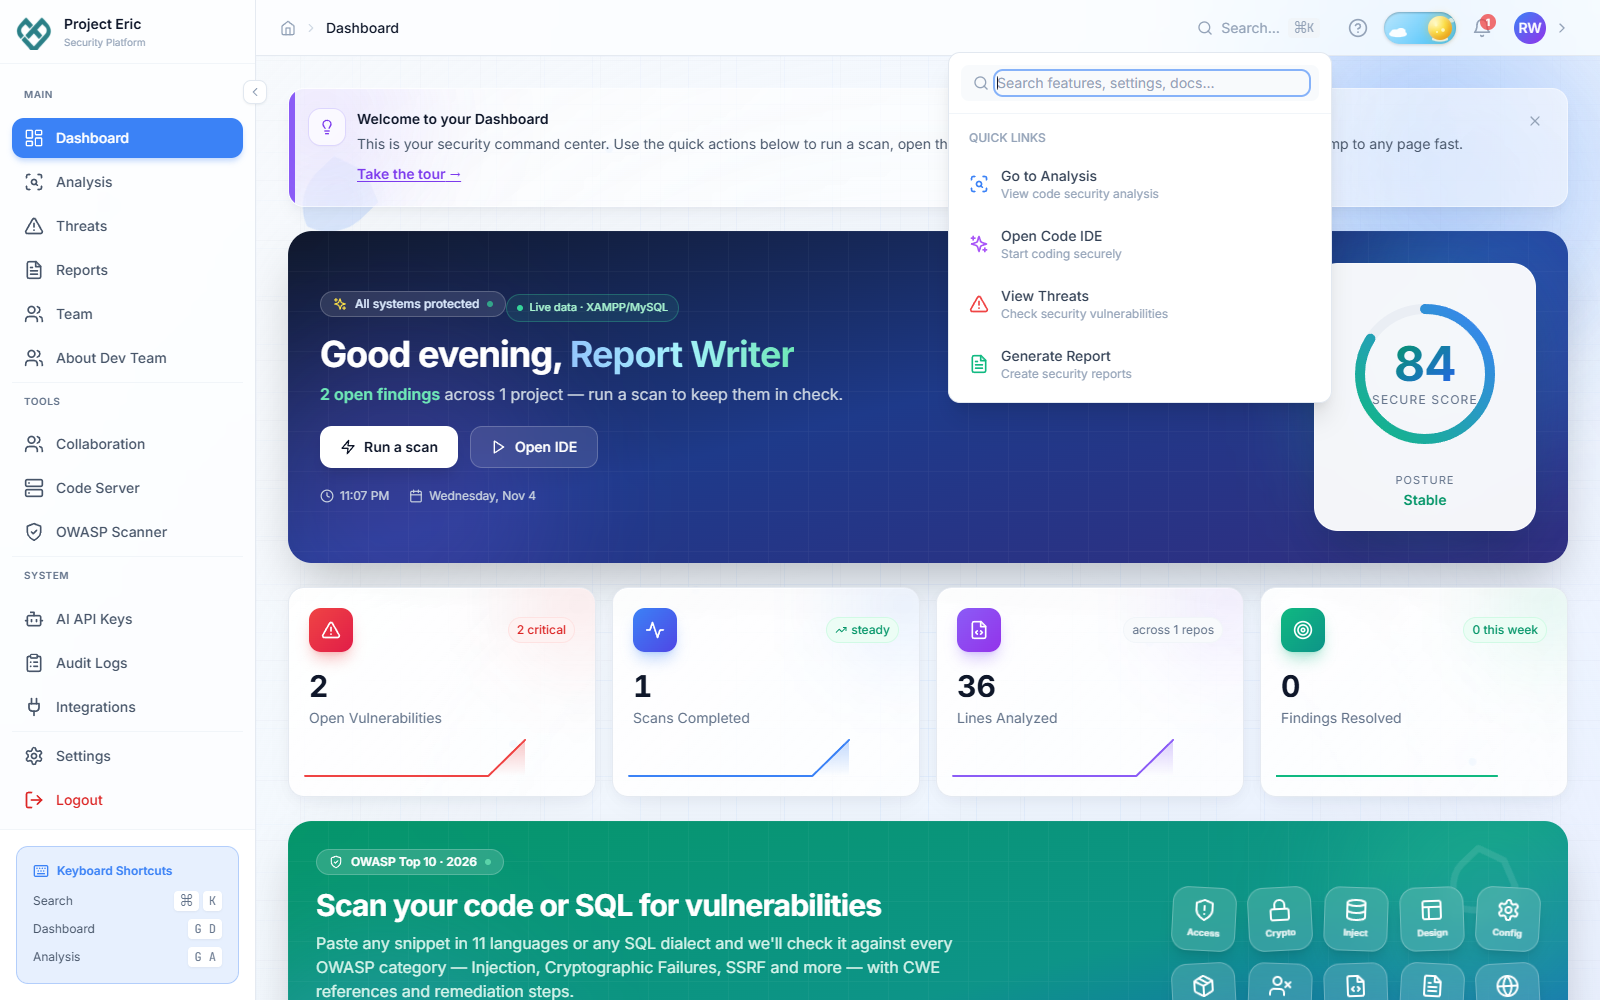 Project Eric
Security Platform
MAIN
Dashboard
Analysis
Threats
Reports
Team
About Dev Team
TOOLS
Collaboration
Code Server
OWASP Scanner
SYSTEM
AI API Keys
Audit Logs
Integrations
Settings
Logout
Keyboard Shortcuts
Search ⌘ K
Dashboard G D
Analysis G A
Dashboard
Search... ⌘K
1
RW
Search features, settings, docs...
QUICK LINKS
Go to Analysis
View code security analysis
Open Code IDE
Start coding securely
View Threats
Check security vulnerabilities
Generate Report
Create security reports
Welcome to your Dashboard
This is your security command center. Use the quick actions below to run a scan, open th
to any page fast.
Take the tour →
All systems protected
Live data · XAMPP/MySQL
Good evening, Report Writer
2 open findings across 1 project — run a scan to keep them in check.
Run a scan
Open IDE
11:07 PM
Wednesday, Nov 4
84
SECURE SCORE
POSTURE
Stable
2 critical
2
Open Vulnerabilities
steady
1
Scans Completed
across 1 repos
36
Lines Analyzed
0 this week
0
Findings Resolved
OWASP Top 10 · 2026
Scan your code or SQL for vulnerabilities
Paste any snippet in 11 languages or any SQL dialect and we'll check it against every
OWASP category — Injection, Cryptographic Failures, SSRF and more — with CWE
references and remediation steps.
Access
Crypto
Inject
Design
Config